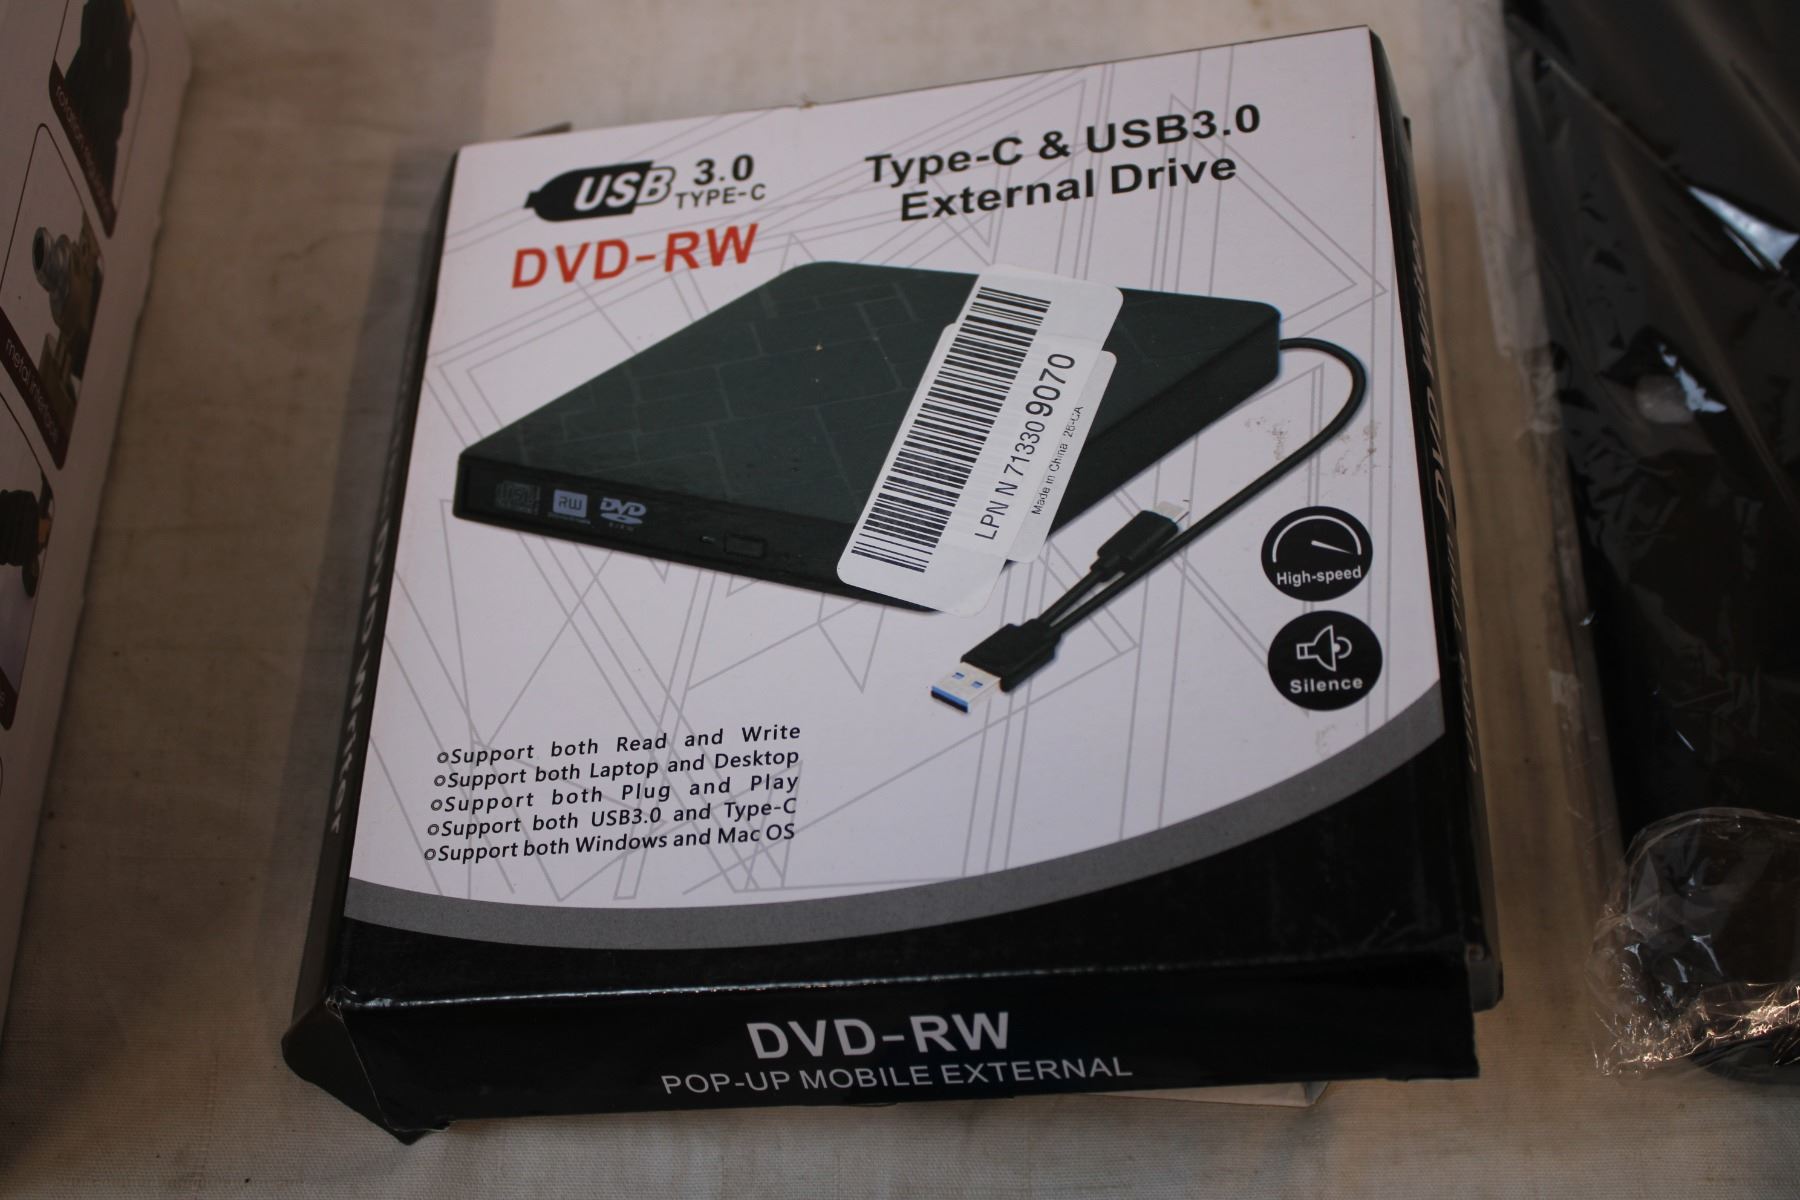 USB 3.0
TYPE-C
DVD-RW
Type-C & USB3.0
External Drive
RW
DVD
LPN N 71330 9070
Made in China
High-speed
Silence
Support both Read and Write
Support both Laptop and Desktop
Support both Plug and Play
Support both USB3.0 and Type-C
Support both Windows and Mac OS
DVD-RW
POP-UP MOBILE EXTERNAL